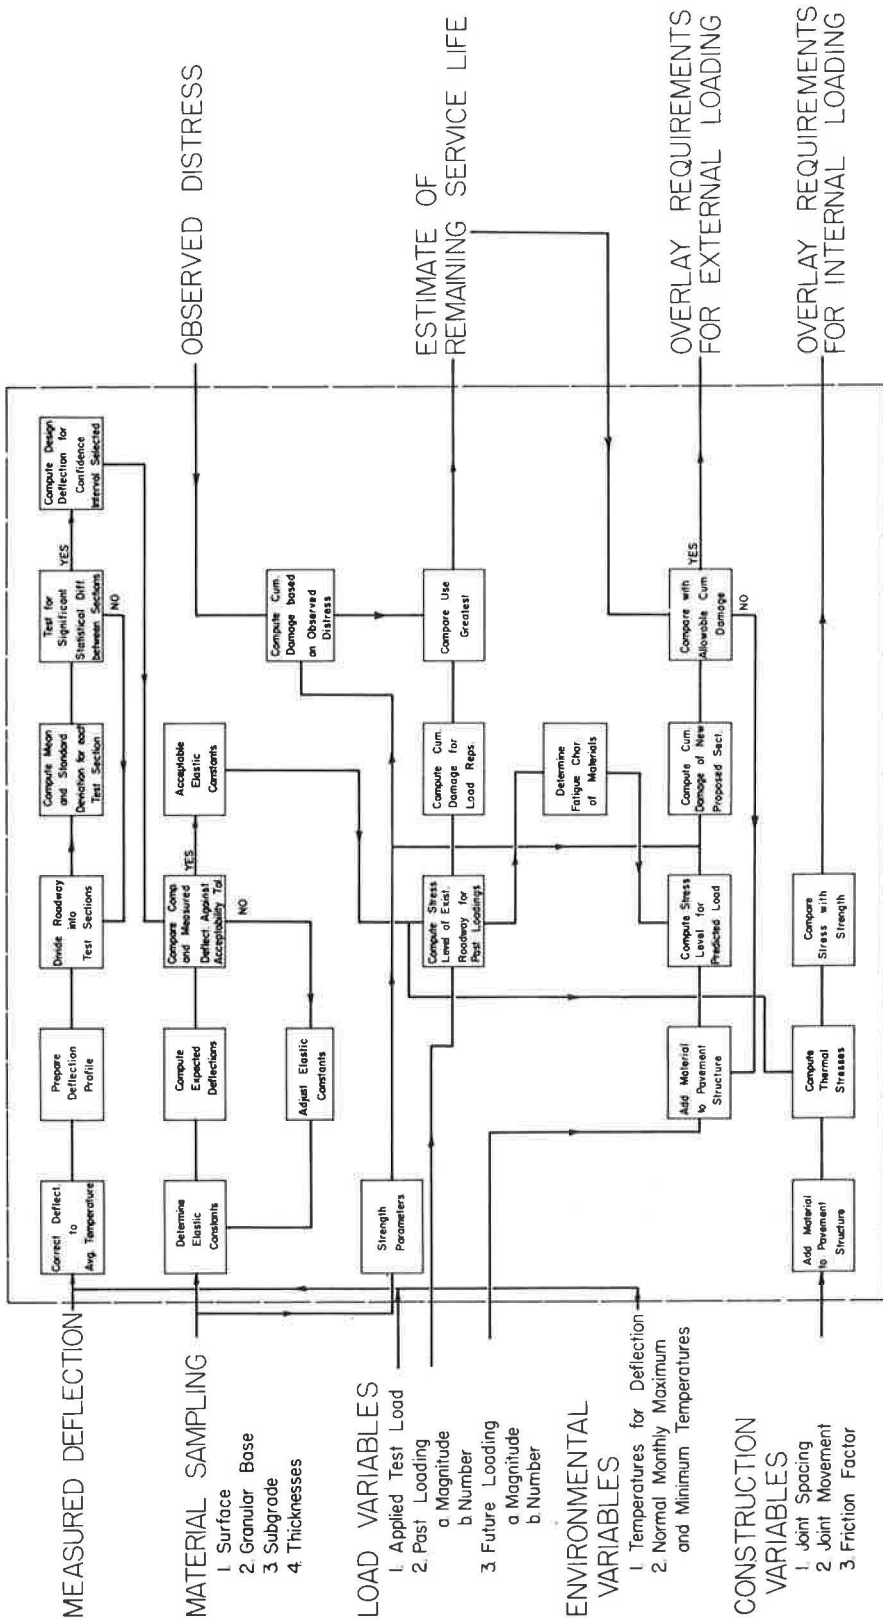 MEASURED DEFLECTION
MATERIAL SAMPLING
1. Surface
2. Granular Base
3. Subgrade
4. Thicknesses
LOAD VARIABLES
1. Applied Test Load
2. Past Loading
a. Magnitude
b. Number
3. Future Loading
a Magnitude
b. Number
ENVIRONMENTAL
VARIABLES
1. Temperatures for Deflection
2. Normal Monthly Maximum
and Minimum Temperatures
CONSTRUCTION
VARIABLES
1. Joint Spacing
2. Joint Movement
3. Friction Factor
Correct Deflect.
to
Avg. Temperature
Prepare
Deflection
Profile
Divide Roadway
into
Test Sections
Compute Mean
and Standard
Deviation for each
Test Section
Test for
Significant
Statistical Diff.
between Sections
YES
NO
Compute Design
Deflection for
Confidence
Interval Selected
Determine
Elastic
Constants
Compute
Expected
Deflections
Compare Comp.
and Measured
Deflect. Against
Acceptability Tol.
YES
NO
Acceptable
Elastic
Constants
Adjust Elastic
Constants
Compute Cum.
Damage based
on Observed
Distress
Strength
Parameters
Compute Stress
Level of Exist.
Roadway for
Past Loadings
Compute Cum.
Damage for
Load Reps.
Compare Use
Greatest
Determine
Fatigue Char
of Materials
Add Material
to Pavement
Structure
Compute Stress
Level for
Predicted Load
Compute Cum.
Damage of New
Proposed Sect.
Compare with
Allowable Cum.
Damage
YES
NO
Add Material
to Pavement
Structure
Compute
Thermal
Stresses
Compare
Stress with
Strength
OBSERVED DISTRESS
ESTIMATE OF
REMAINING SERVICE LIFE
OVERLAY REQUIREMENTS
FOR EXTERNAL LOADING
OVERLAY REQUIREMENTS
FOR INTERNAL LOADING